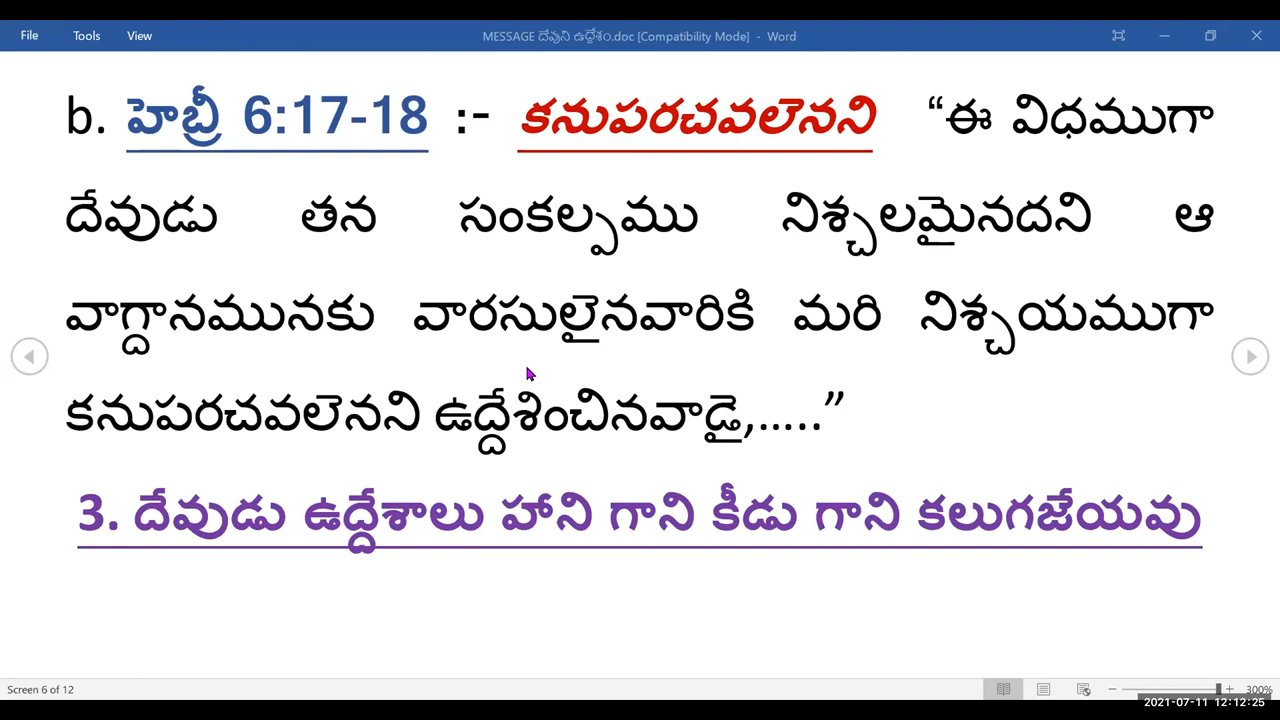 File Tools View MESSAGE దేవుని ఉద్దేశం.doc [Compatibility Mode] - Word
b. హెబ్రీ 6:17-18 :- కనుపరచవలెనని “ఈ విధముగా
దేవుడు తన సంకల్పము నిశ్చలమైనదని ఆ
వాగ్దానమునకు వారసులైనవారికి మరి నిశ్చయముగా
కనుపరచవలెనని ఉద్దేశించినవాడై,.....”
3. దేవుడు ఉద్దేశాలు హాని గాని కీడు గాని కలుగజేయవు
Screen 6 of 12 300%
2021-07-11 12:12:25